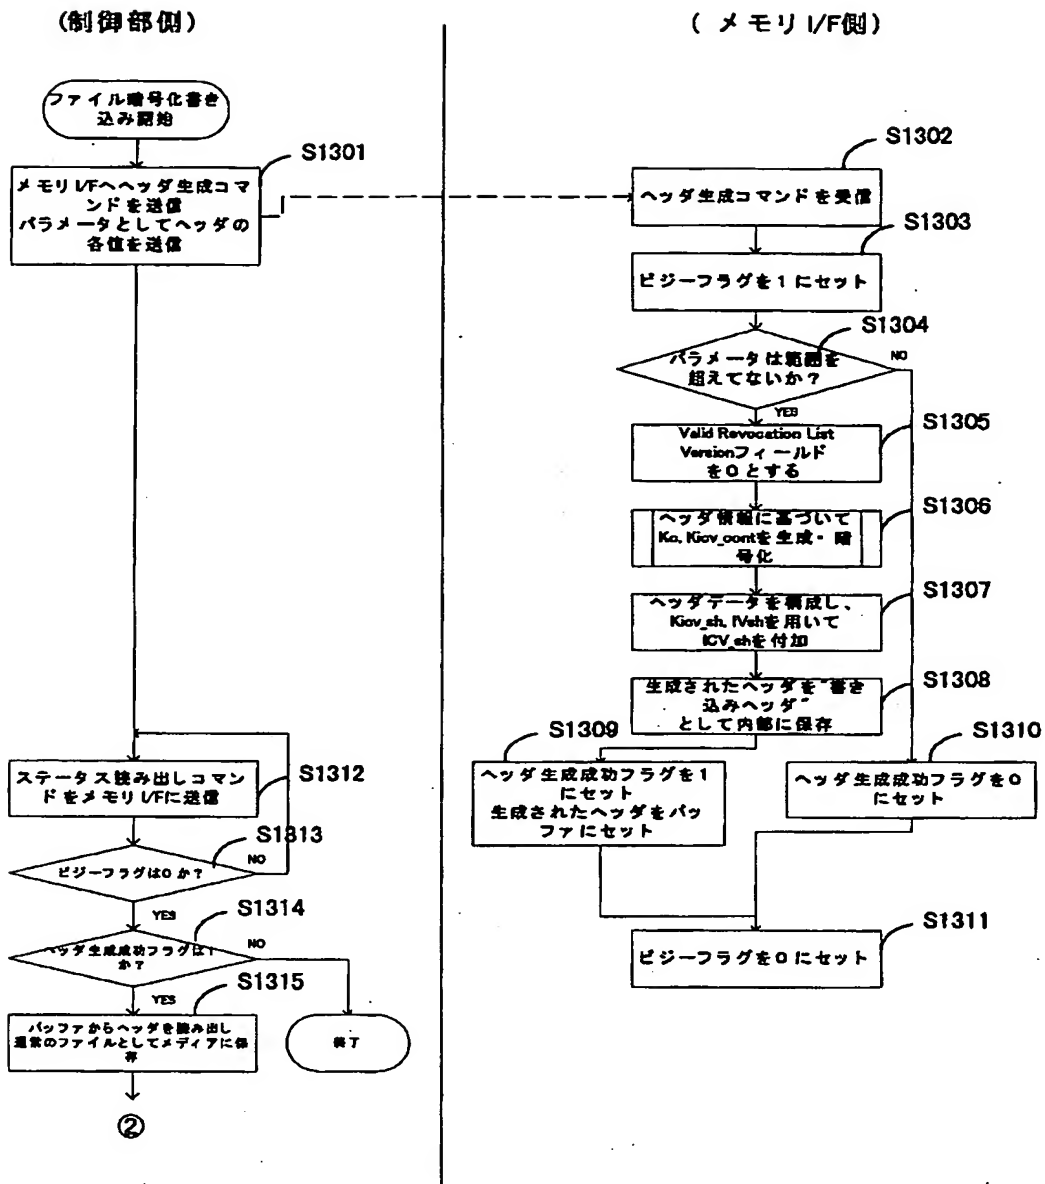 (制御部側)
ファイル暗号化書き
込み開始
S1301
メモリI/Fへヘッダ生成コマ
ンドを送信
パラメータとしてヘッダの
各値を送信
S1312
ステータス読み出しコマン
ドをメモリI/Fに送信
S1313
ビジーフラグは0か?
NO
YES
S1314
ヘッダ生成成功フラグは1
か?
NO
YES
S1315
バッファからヘッダを読み出し
通常のファイルとしてメディアに保
存
終了
②
(メモリI/F側)
S1302
ヘッダ生成コマンドを受信
S1303
ビジーフラグを1にセット
S1304
パラメータは範囲を
超えてないか?
NO
YES
S1305
Valid Revocation List
Versionフィールド
を0とする
S1306
ヘッダ情報に基づいて
Kc, Kicv_contを生成・暗
号化
S1307
ヘッダデータを構成し、
Kicv_sh, IVshを用いて
ICV_shを付加
S1308
生成されたヘッダを"書き
込みヘッダ"
として内部に保存
S1309
ヘッダ生成成功フラグを1
にセット
生成されたヘッダをバッ
ファにセット
S1310
ヘッダ生成成功フラグを0
にセット
S1311
ビジーフラグを0にセット